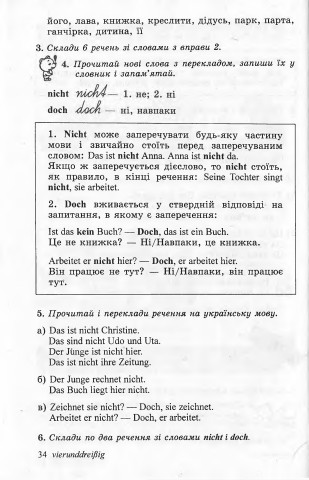 його, лава, книжка, креслити, дідусь, парк, парта,
ганчірка, дитина, її
3. Склади 6 речень зі словами з вправи 2.
4. Прочитай нові слова з перекладом, запиши їх у
словник і запам'ятай.
nicht nicht — 1. не; 2. ні
doch doch — ні, навпаки
1. Nicht може заперечувати будь-яку частину
мови і звичайно стоїть перед заперечуваним
словом: Das ist nicht Anna. Anna ist nicht da.
Якщо ж заперечується дієслово, то nicht стоїть,
як правило, в кінці речення: Seine Tochter singt
nicht, sie arbeitet.
2. Doch вживається у ствердній відповіді на
запитання, в якому є заперечення:
Ist das kein Buch? — Doch, das ist ein Buch.
Це не книжка? — Ні/Навпаки, це книжка.
Arbeitet er nicht hier? — Doch, er arbeitet hier.
Він працює не тут? — Ні/Навпаки, він працює
тут.
5. Прочитай і переклади речення на українську мову.
а) Das ist nicht Christine.
Das sind nicht Udo und Uta.
Der Junge ist nicht hier.
Das ist nicht ihre Zeitung.
б) Der Junge rechnet nicht.
Das Buch liegt hier nicht.
в) Zeichnet sie nicht? — Doch, sie zeichnet.
Arbeitet er nicht? — Doch, er arbeitet.
6. Склади по два речення зі словами nicht і doch.
34 vierunddreißig